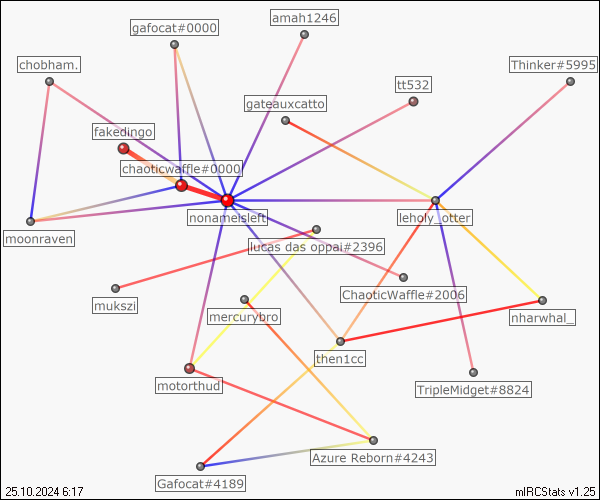 amah1246
gafocat#0000
chobham.
Thinker#5995
tt532
gateauxcatto
fakedingo
chaoticwaffle#0000
nonameisleft
leholy_otter
moonraven
lucas das oppai#2396
ChaoticWaffle#2006
mukszi
mercurybro
nharwhal_
then1cc
motorthud
TripleMidget#8824
Azure Reborn#4243
Gafocat#4189
25.10.2024 6:17
mIRCStats v1.25